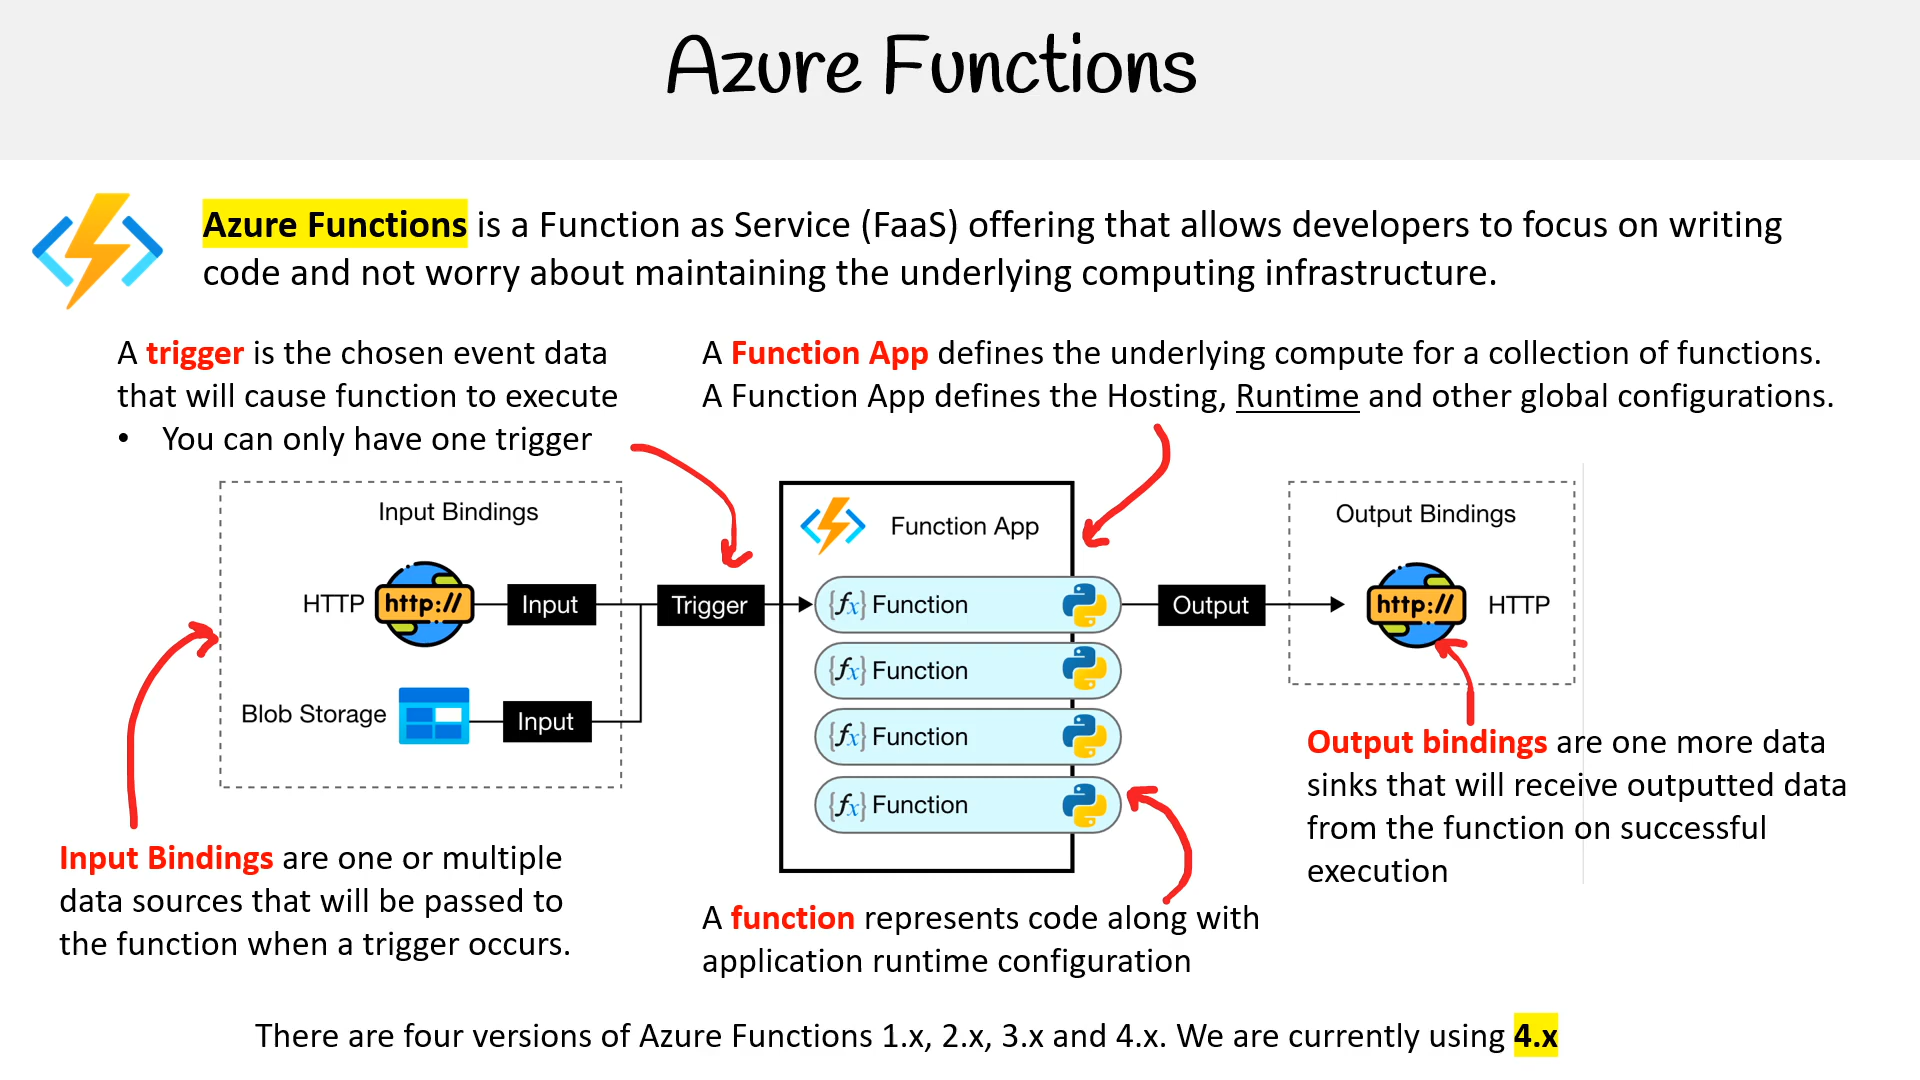 Azure Functions
Azure Functions is a Function as Service (FaaS) offering that allows developers to focus on writing
code and not worry about maintaining the underlying computing infrastructure.
A trigger is the chosen event data
that will cause function to execute
• You can only have one trigger
A Function App defines the underlying compute for a collection of functions.
A Function App defines the Hosting, Runtime and other global configurations.
Input Bindings
HTTP
http://
Input
Blob Storage
Input
Trigger
Function App
{fx} Function
{fx} Function
{fx} Function
{fx} Function
Output
Output Bindings
http://
HTTP
Input Bindings are one or multiple
data sources that will be passed to
the function when a trigger occurs.
A function represents code along with
application runtime configuration
Output bindings are one more data
sinks that will receive outputted data
from the function on successful
execution
There are four versions of Azure Functions 1.x, 2.x, 3.x and 4.x. We are currently using 4.x